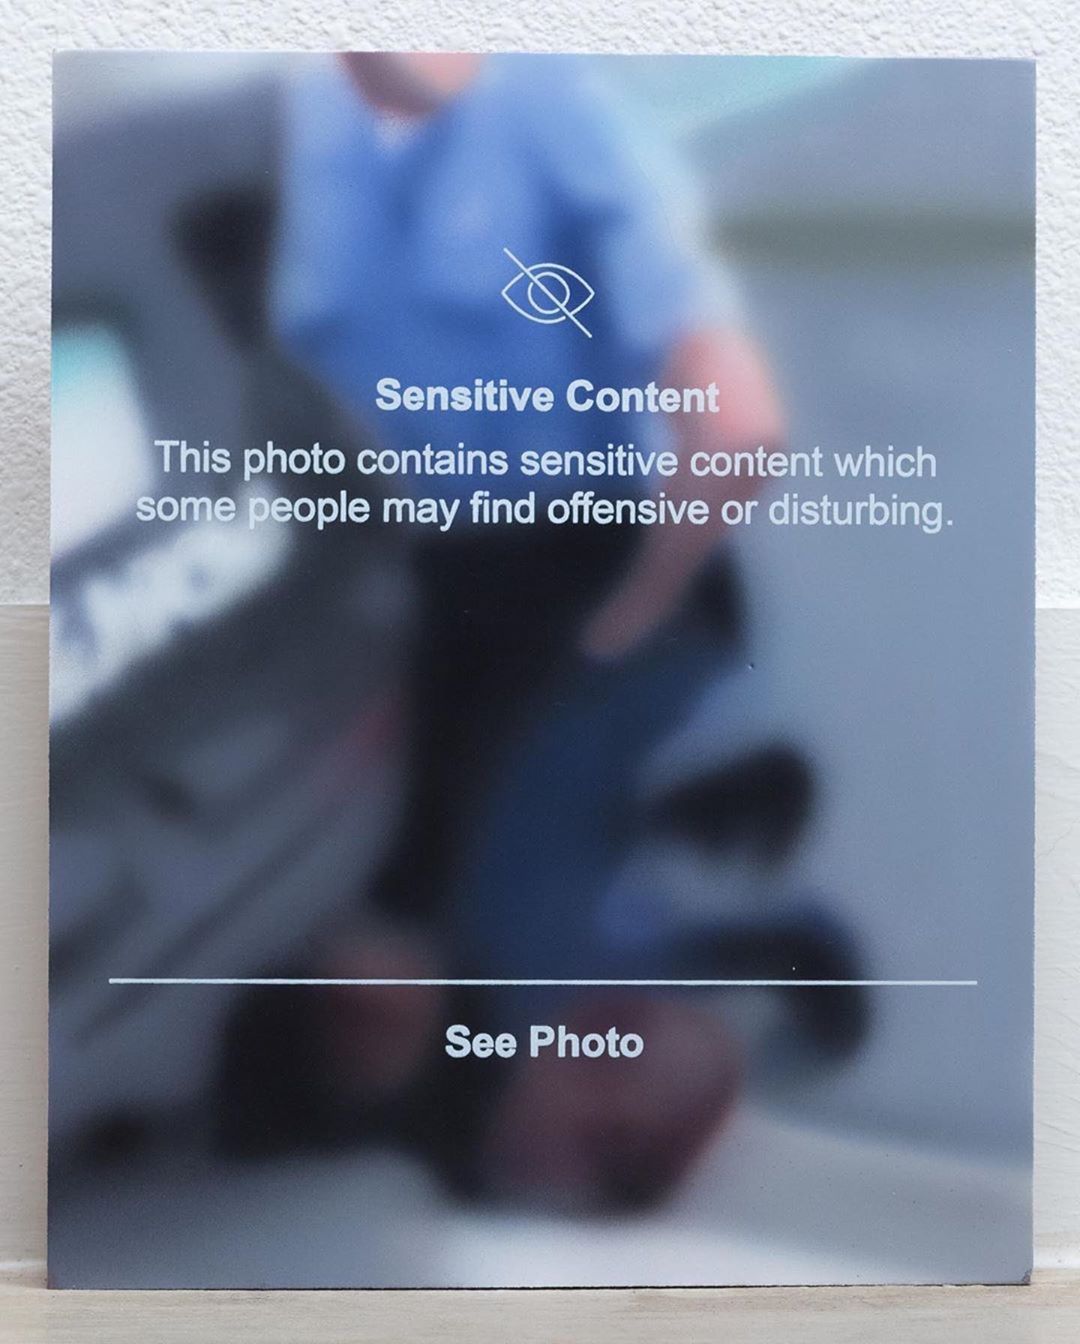 Sensitive Content
This photo contains sensitive content which
some people may find offensive or disturbing.
See Photo